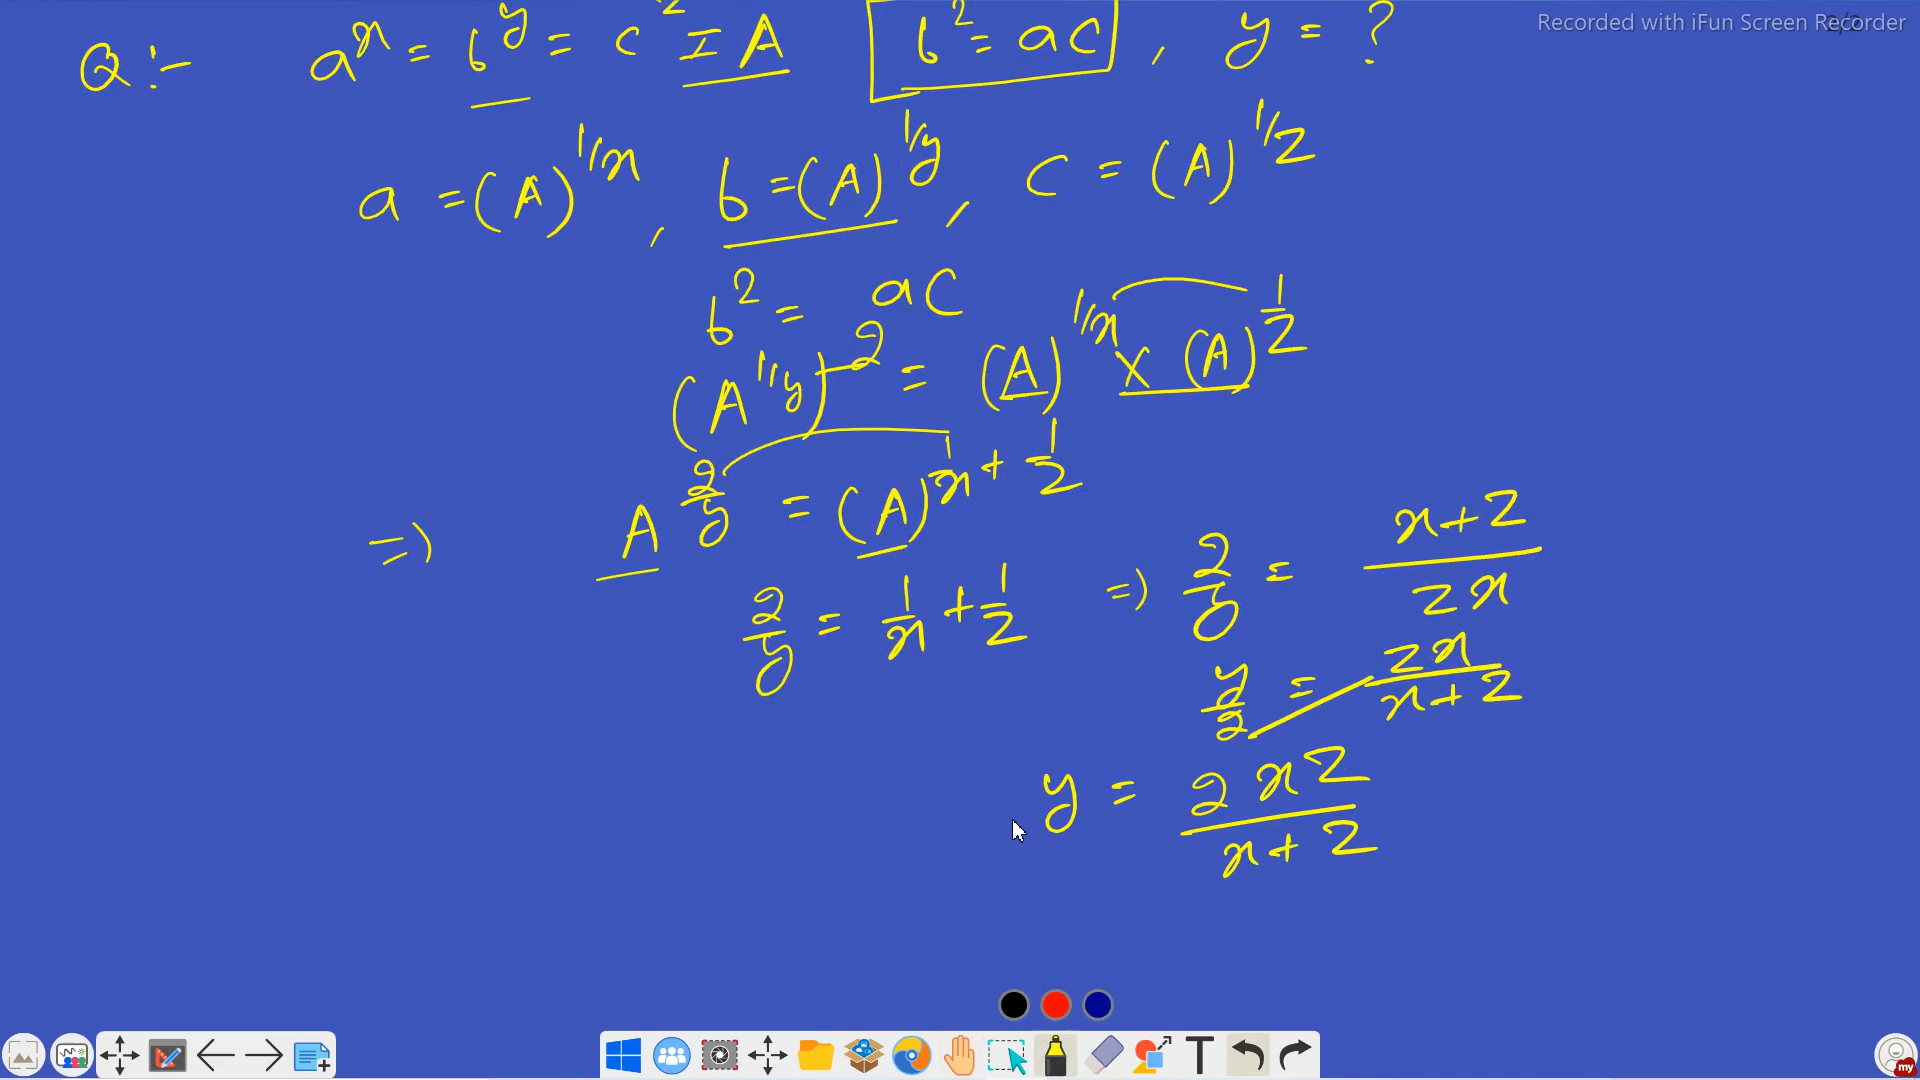 Recorded with iFun Screen Recorder
Q:- a^x = b^y = c^z = A b^2 = ac , y = ?
a = (A)^1/x , b = (A)^1/y , c = (A)^1/z
b^2 = ac
(A^1/y)^2 = (A)^1/x × (A)^1/z
=> A^2/y = (A)^1/x + 1/z
2/y = 1/x + 1/z => 2/y = x+z / zx
y/2 = zx / x+z
y = 2xz / x+z
T
my